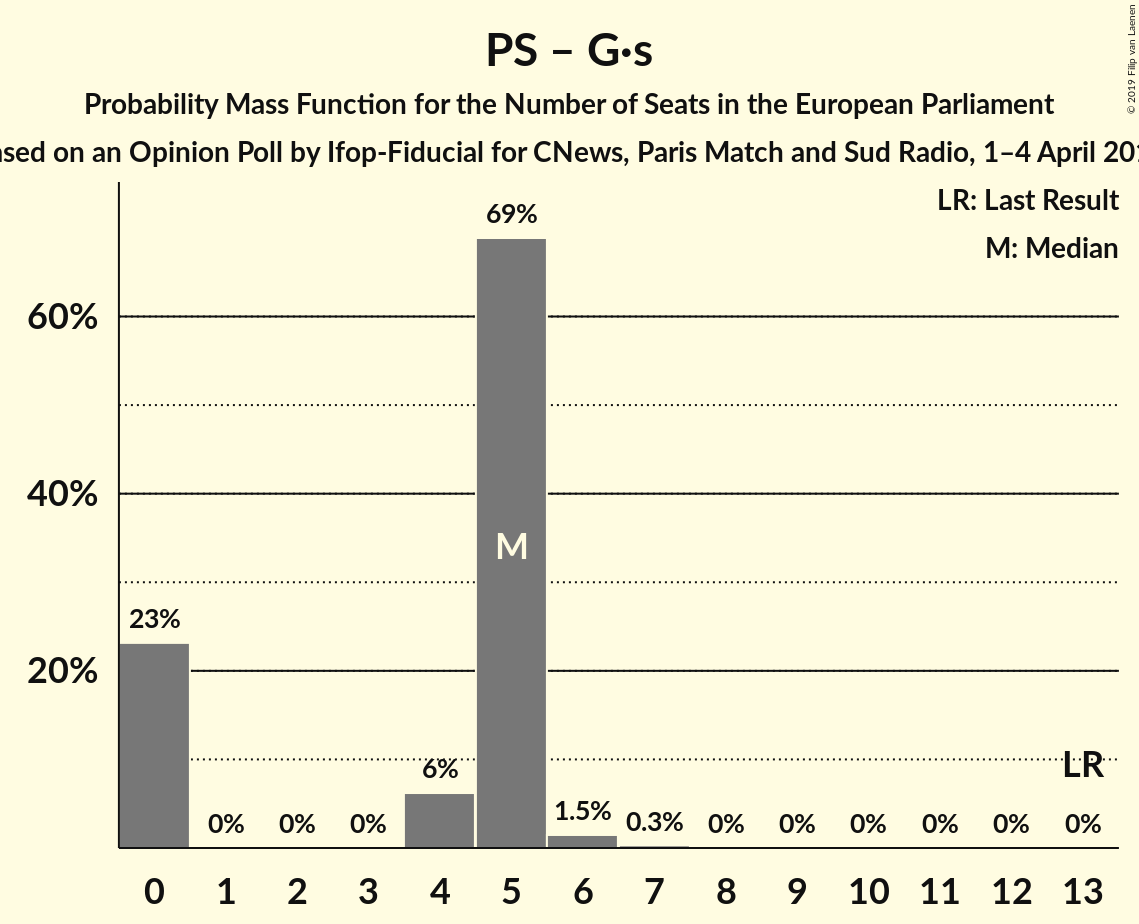 PS – G·s
Probability Mass Function for the Number of Seats in the European Parliament
on an Opinion Poll by Ifop-Fiducial for CNews, Paris Match and Sud Radio, 1–4 April
© 2019 Filip van Laenen
LR: Last Result
M: Median
69%
60%
40%
M
23%
20%
LR
6%
0% 0% 0% 1.5% 0.3% 0% 0% 0% 0% 0% 0%
0 1 2 3 4 5 6 7 8 9 10 11 12 13